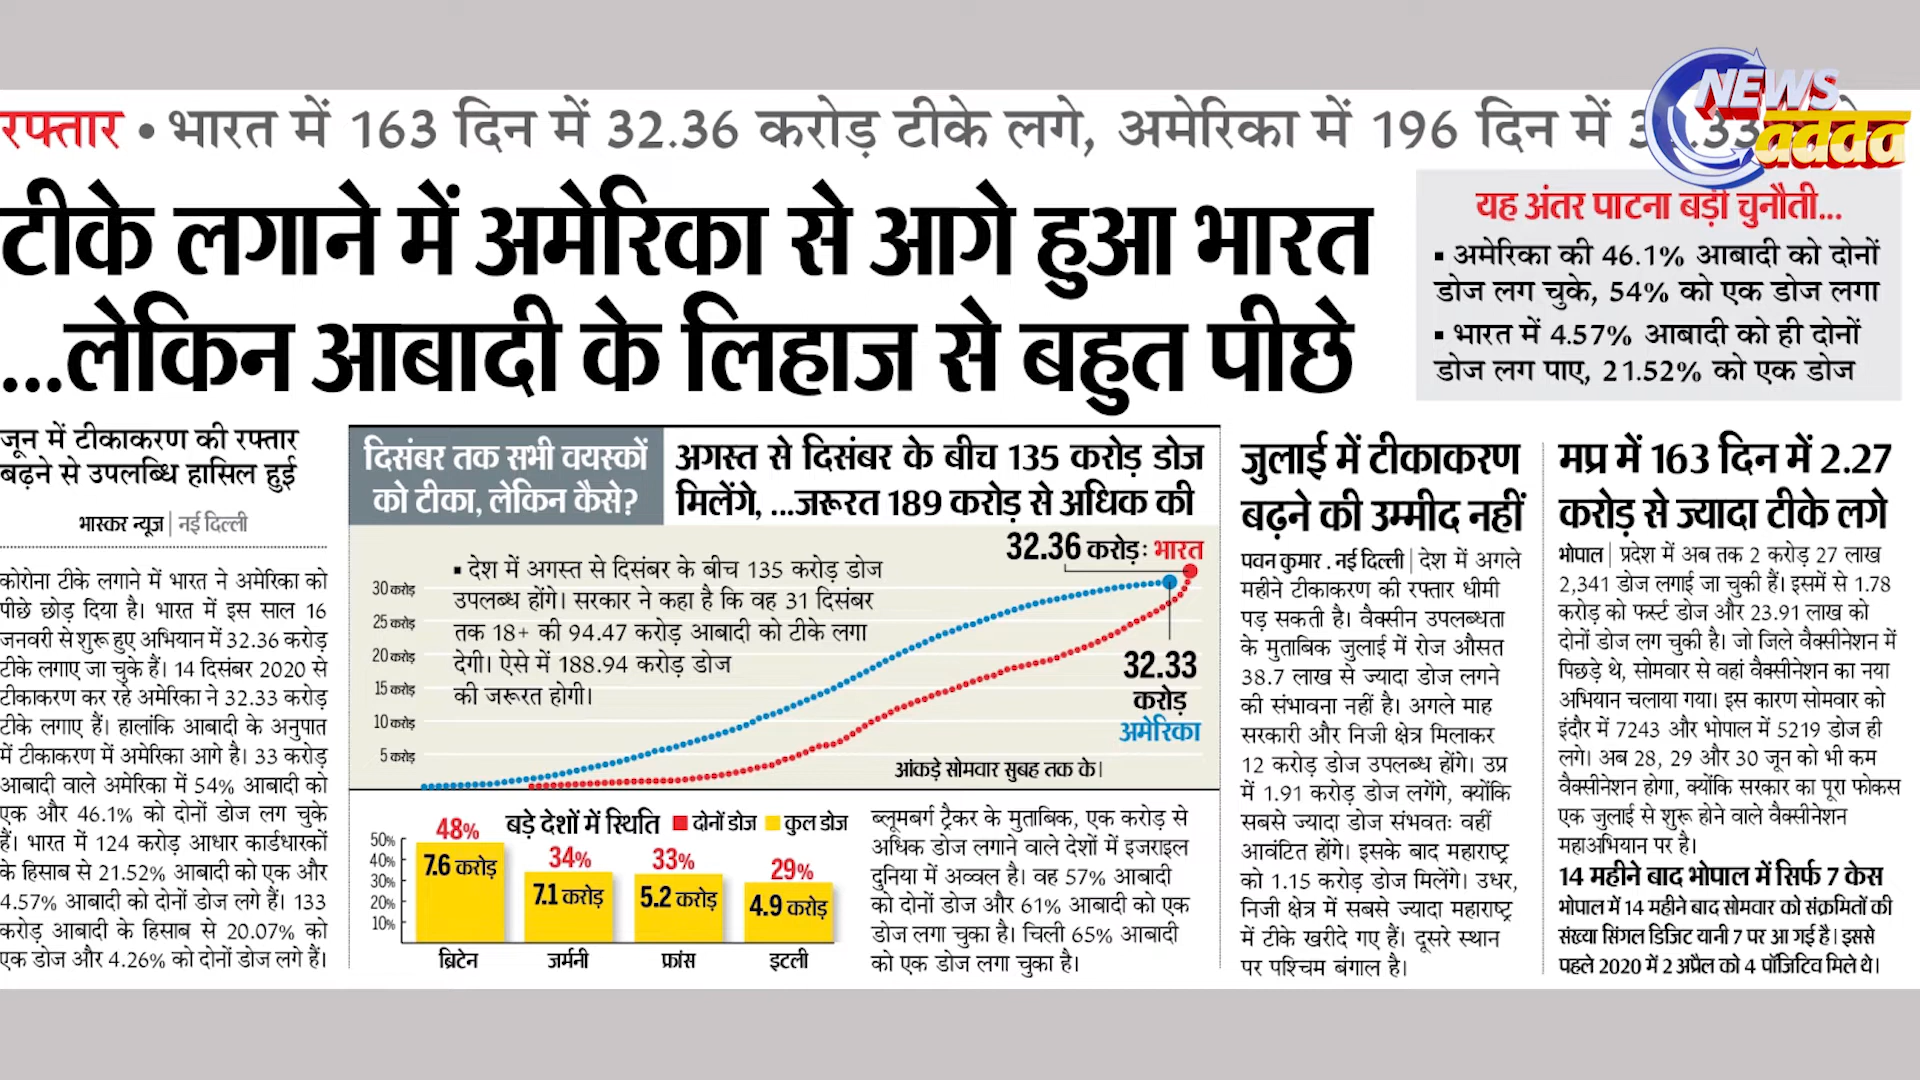 रफ्तार • भारत में 163 दिन में 32.36 करोड़ टीके लगे, अमेरिका में 196 दिन में
NEWS
टीके लगाने में अमेरिका से आगे हुआ भारत
...लेकिन आबादी के लिहाज से बहुत पीछे
यह अंतर पाटना बड़ी चुनौती...
▪ अमेरिका की 46.1% आबादी को दोनों
डोज लग चुके, 54% को एक डोज लगा
▪ भारत में 4.57% आबादी को ही दोनों
डोज लग पाए, 21.52% को एक डोज
जून में टीकाकरण की रफ्तार
बढ़ने से उपलब्धि हासिल हुई
भास्कर न्यूज | नई दिल्ली
कोरोना टीके लगाने में भारत ने अमेरिका को
पीछे छोड़ दिया है। भारत में इस साल 16
जनवरी से शुरू हुए अभियान में 32.36 करोड़
टीके लगाए जा चुके हैं। 14 दिसंबर 2020 से
टीकाकरण कर रहे अमेरिका ने 32.33 करोड़
टीके लगाए हैं। हालांकि आबादी के अनुपात
में टीकाकरण में अमेरिका आगे है। 33 करोड़
आबादी वाले अमेरिका में 54% आबादी को
एक और 46.1% को दोनों डोज लग चुके
हैं। भारत में 124 करोड़ आधार कार्डधारकों
के हिसाब से 21.52% आबादी को एक और
4.57% आबादी को दोनों डोज लगे हैं। 133
करोड़ आबादी के हिसाब से 20.07% को
एक डोज और 4.26% को दोनों डोज लगे हैं।
दिसंबर तक सभी वयस्कों
को टीका, लेकिन कैसे?
अगस्त से दिसंबर के बीच 135 करोड़ डोज
मिलेंगे, ...जरूरत 189 करोड़ से अधिक की
32.36 करोड़: भारत
▪ देश में अगस्त से दिसंबर के बीच 135 करोड़ डोज
उपलब्ध होंगे। सरकार ने कहा है कि वह 31 दिसंबर
तक 18+ की 94.47 करोड़ आबादी को टीके लगा
देगी। ऐसे में 188.94 करोड़ डोज
की जरूरत होगी।
30 करोड़
25 करोड़
20 करोड़
15 करोड़
10 करोड़
5 करोड़
32.33
करोड़
अमेरिका
आंकड़े सोमवार सुबह तक के।
बड़े देशों में स्थिति दोनों डोज कुल डोज
50%
40%
30%
20%
10%
48% 34% 33% 29%
7.6 करोड़ 7.1 करोड़ 5.2 करोड़ 4.9 करोड़
ब्रिटेन जर्मनी फ्रांस इटली
ब्लूमबर्ग ट्रैकर के मुताबिक, एक करोड़ से
अधिक डोज लगाने वाले देशों में इजराइल
दुनिया में अव्वल है। वह 57% आबादी
को दोनों डोज और 61% आबादी को एक
डोज लगा चुका है। चिली 65% आबादी
को एक डोज लगा चुका है।
जुलाई में टीकाकरण
बढ़ने की उम्मीद नहीं
पवन कुमार . नई दिल्ली | देश में अगले
महीने टीकाकरण की रफ्तार धीमी
पड़ सकती है। वैक्सीन उपलब्धता
के मुताबिक जुलाई में रोज औसत
38.7 लाख से ज्यादा डोज लगने
की संभावना नहीं है। अगले माह
सरकारी और निजी क्षेत्र मिलाकर
12 करोड़ डोज उपलब्ध होंगे। उप्र
में 1.91 करोड़ डोज लगेंगे, क्योंकि
सबसे ज्यादा डोज संभवतः वहीं
आवंटित होंगे। इसके बाद महाराष्ट्र
को 1.15 करोड़ डोज मिलेंगे। उधर,
निजी क्षेत्र में सबसे ज्यादा महाराष्ट्र
में टीके खरीदे गए हैं। दूसरे स्थान
पर पश्चिम बंगाल है।
मप्र में 163 दिन में 2.27
करोड़ से ज्यादा टीके लगे
भोपाल | प्रदेश में अब तक 2 करोड़ 27 लाख
2,341 डोज लगाई जा चुकी हैं। इसमें से 1.78
करोड़ को फर्स्ट डोज और 23.91 लाख को
दोनों डोज लग चुकी है। जो जिले वैक्सीनेशन में
पिछड़े थे, सोमवार से वहां वैक्सीनेशन का नया
अभियान चलाया गया। इस कारण सोमवार को
इंदौर में 7243 और भोपाल में 5219 डोज ही
लगे। अब 28, 29 और 30 जून को भी कम
वैक्सीनेशन होगा, क्योंकि सरकार का पूरा फोकस
एक जुलाई से शुरू होने वाले वैक्सीनेशन
महाअभियान पर है।
14 महीने बाद भोपाल में सिर्फ 7 केस
भोपाल में 14 महीने बाद सोमवार को संक्रमितों की
संख्या सिंगल डिजिट यानी 7 पर आ गई है। इससे
पहले 2020 में 2 अप्रैल को 4 पॉजिटिव मिले थे।